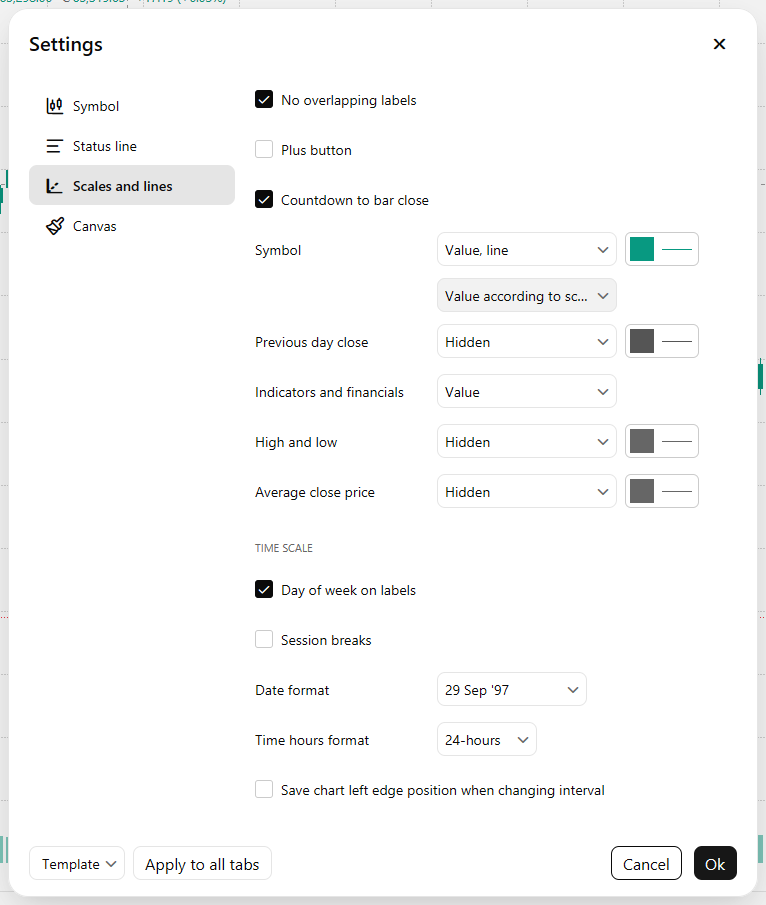 Settings
Symbol
Status line
Scales and lines
Canvas
No overlapping labels
Plus button
Countdown to bar close
Symbol
Value, line
Value according to sc...
Previous day close
Hidden
Indicators and financials
Value
High and low
Hidden
Average close price
Hidden
TIME SCALE
Day of week on labels
Session breaks
Date format
29 Sep '97
Time hours format
24-hours
Save chart left edge position when changing interval
Template
Apply to all tabs
Cancel
Ok